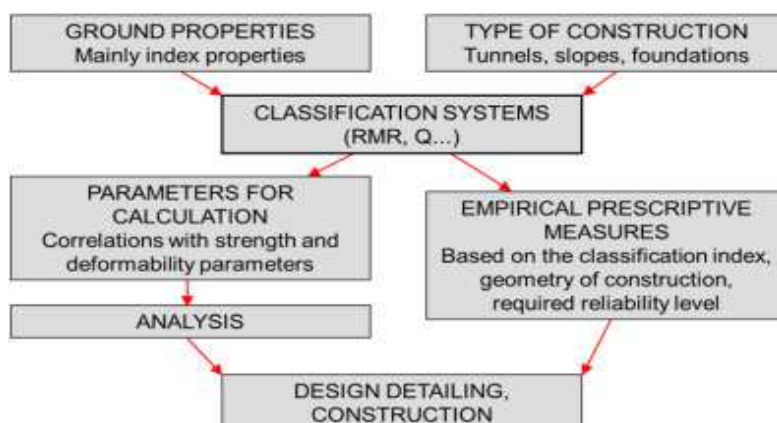 GROUND PROPERTIES
Mainly index properties
TYPE OF CONSTRUCTION
Tunnels, slopes, foundations
CLASSIFICATION SYSTEMS
(RMR, Q...)
PARAMETERS FOR
CALCULATION
Correlations with strength and
deformability parameters
EMPIRICAL PRESCRIPTIVE
MEASURES
Based on the classification index,
geometry of construction,
required reliability level
ANALYSIS
DESIGN DETAILING,
CONSTRUCTION